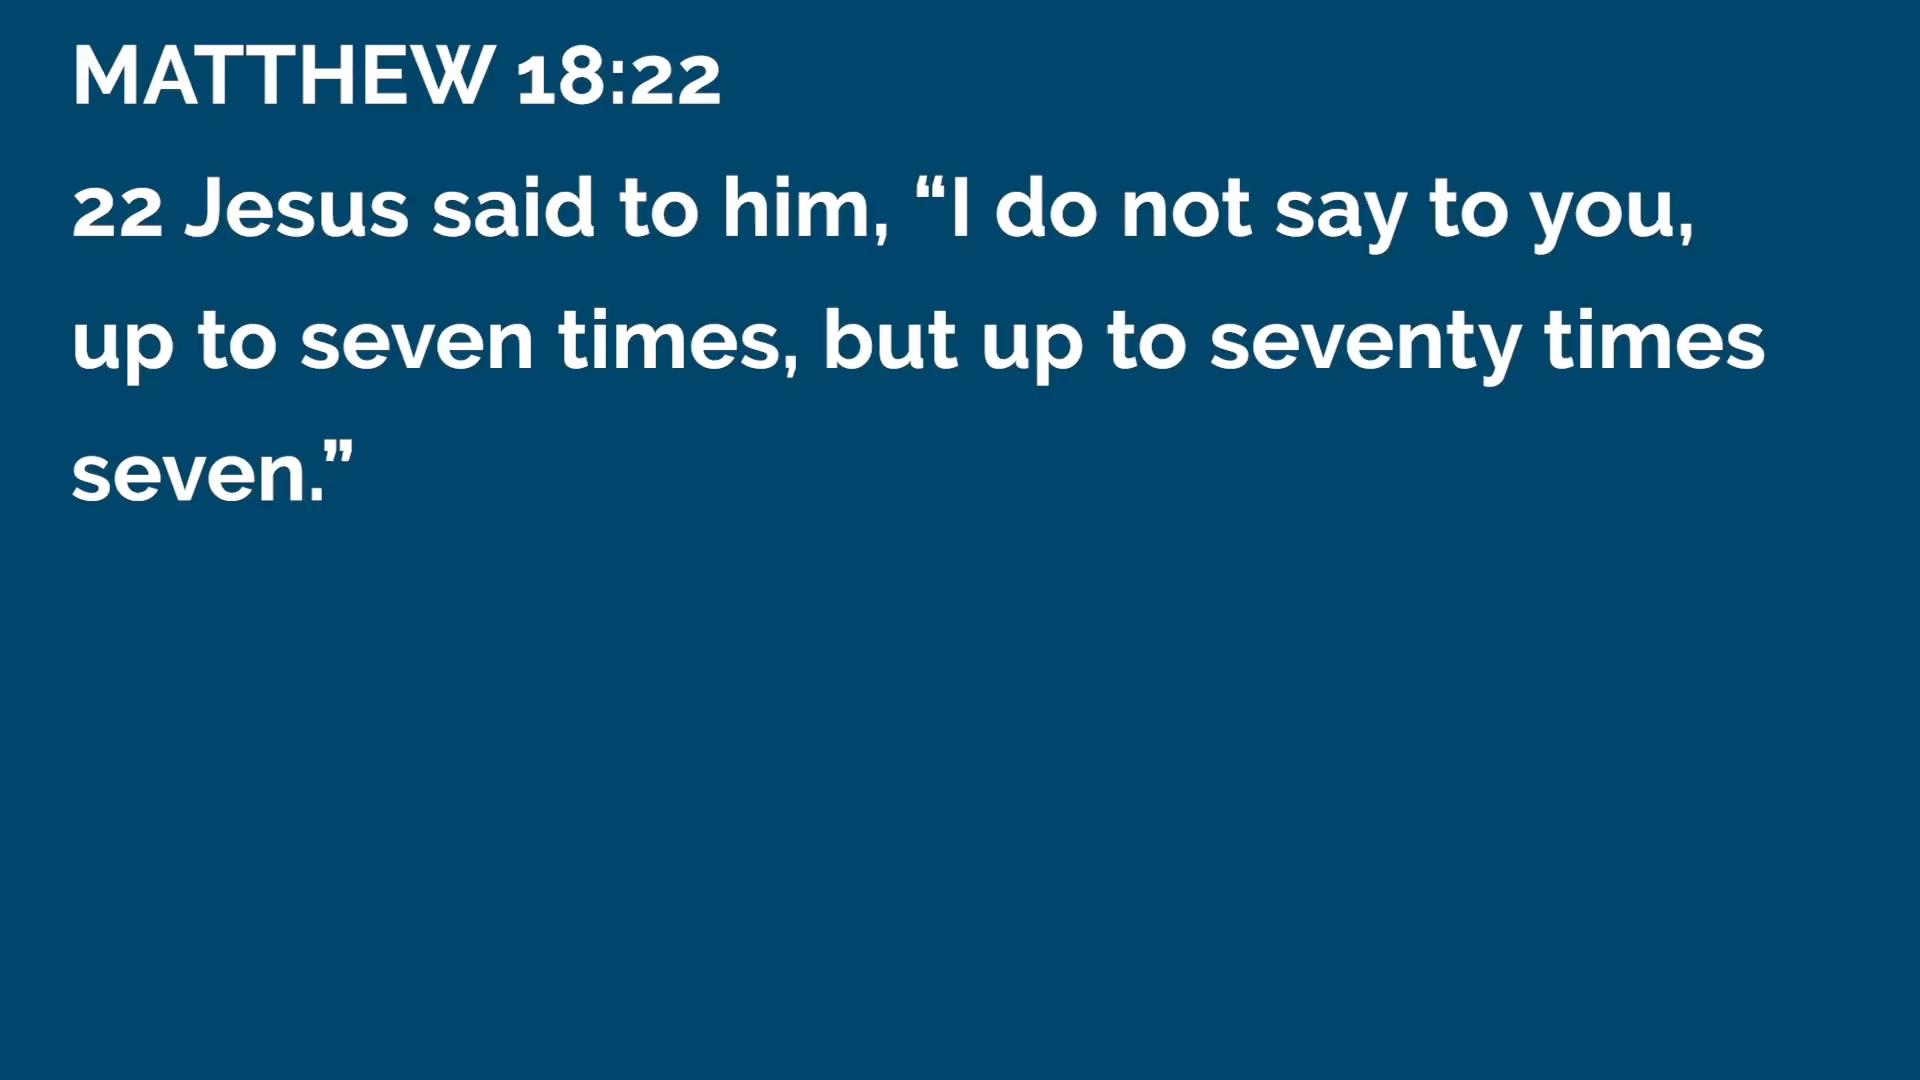 MATTHEW 18:22
22 Jesus said to him, “I do not say to you,
up to seven times, but up to seventy times
seven.”